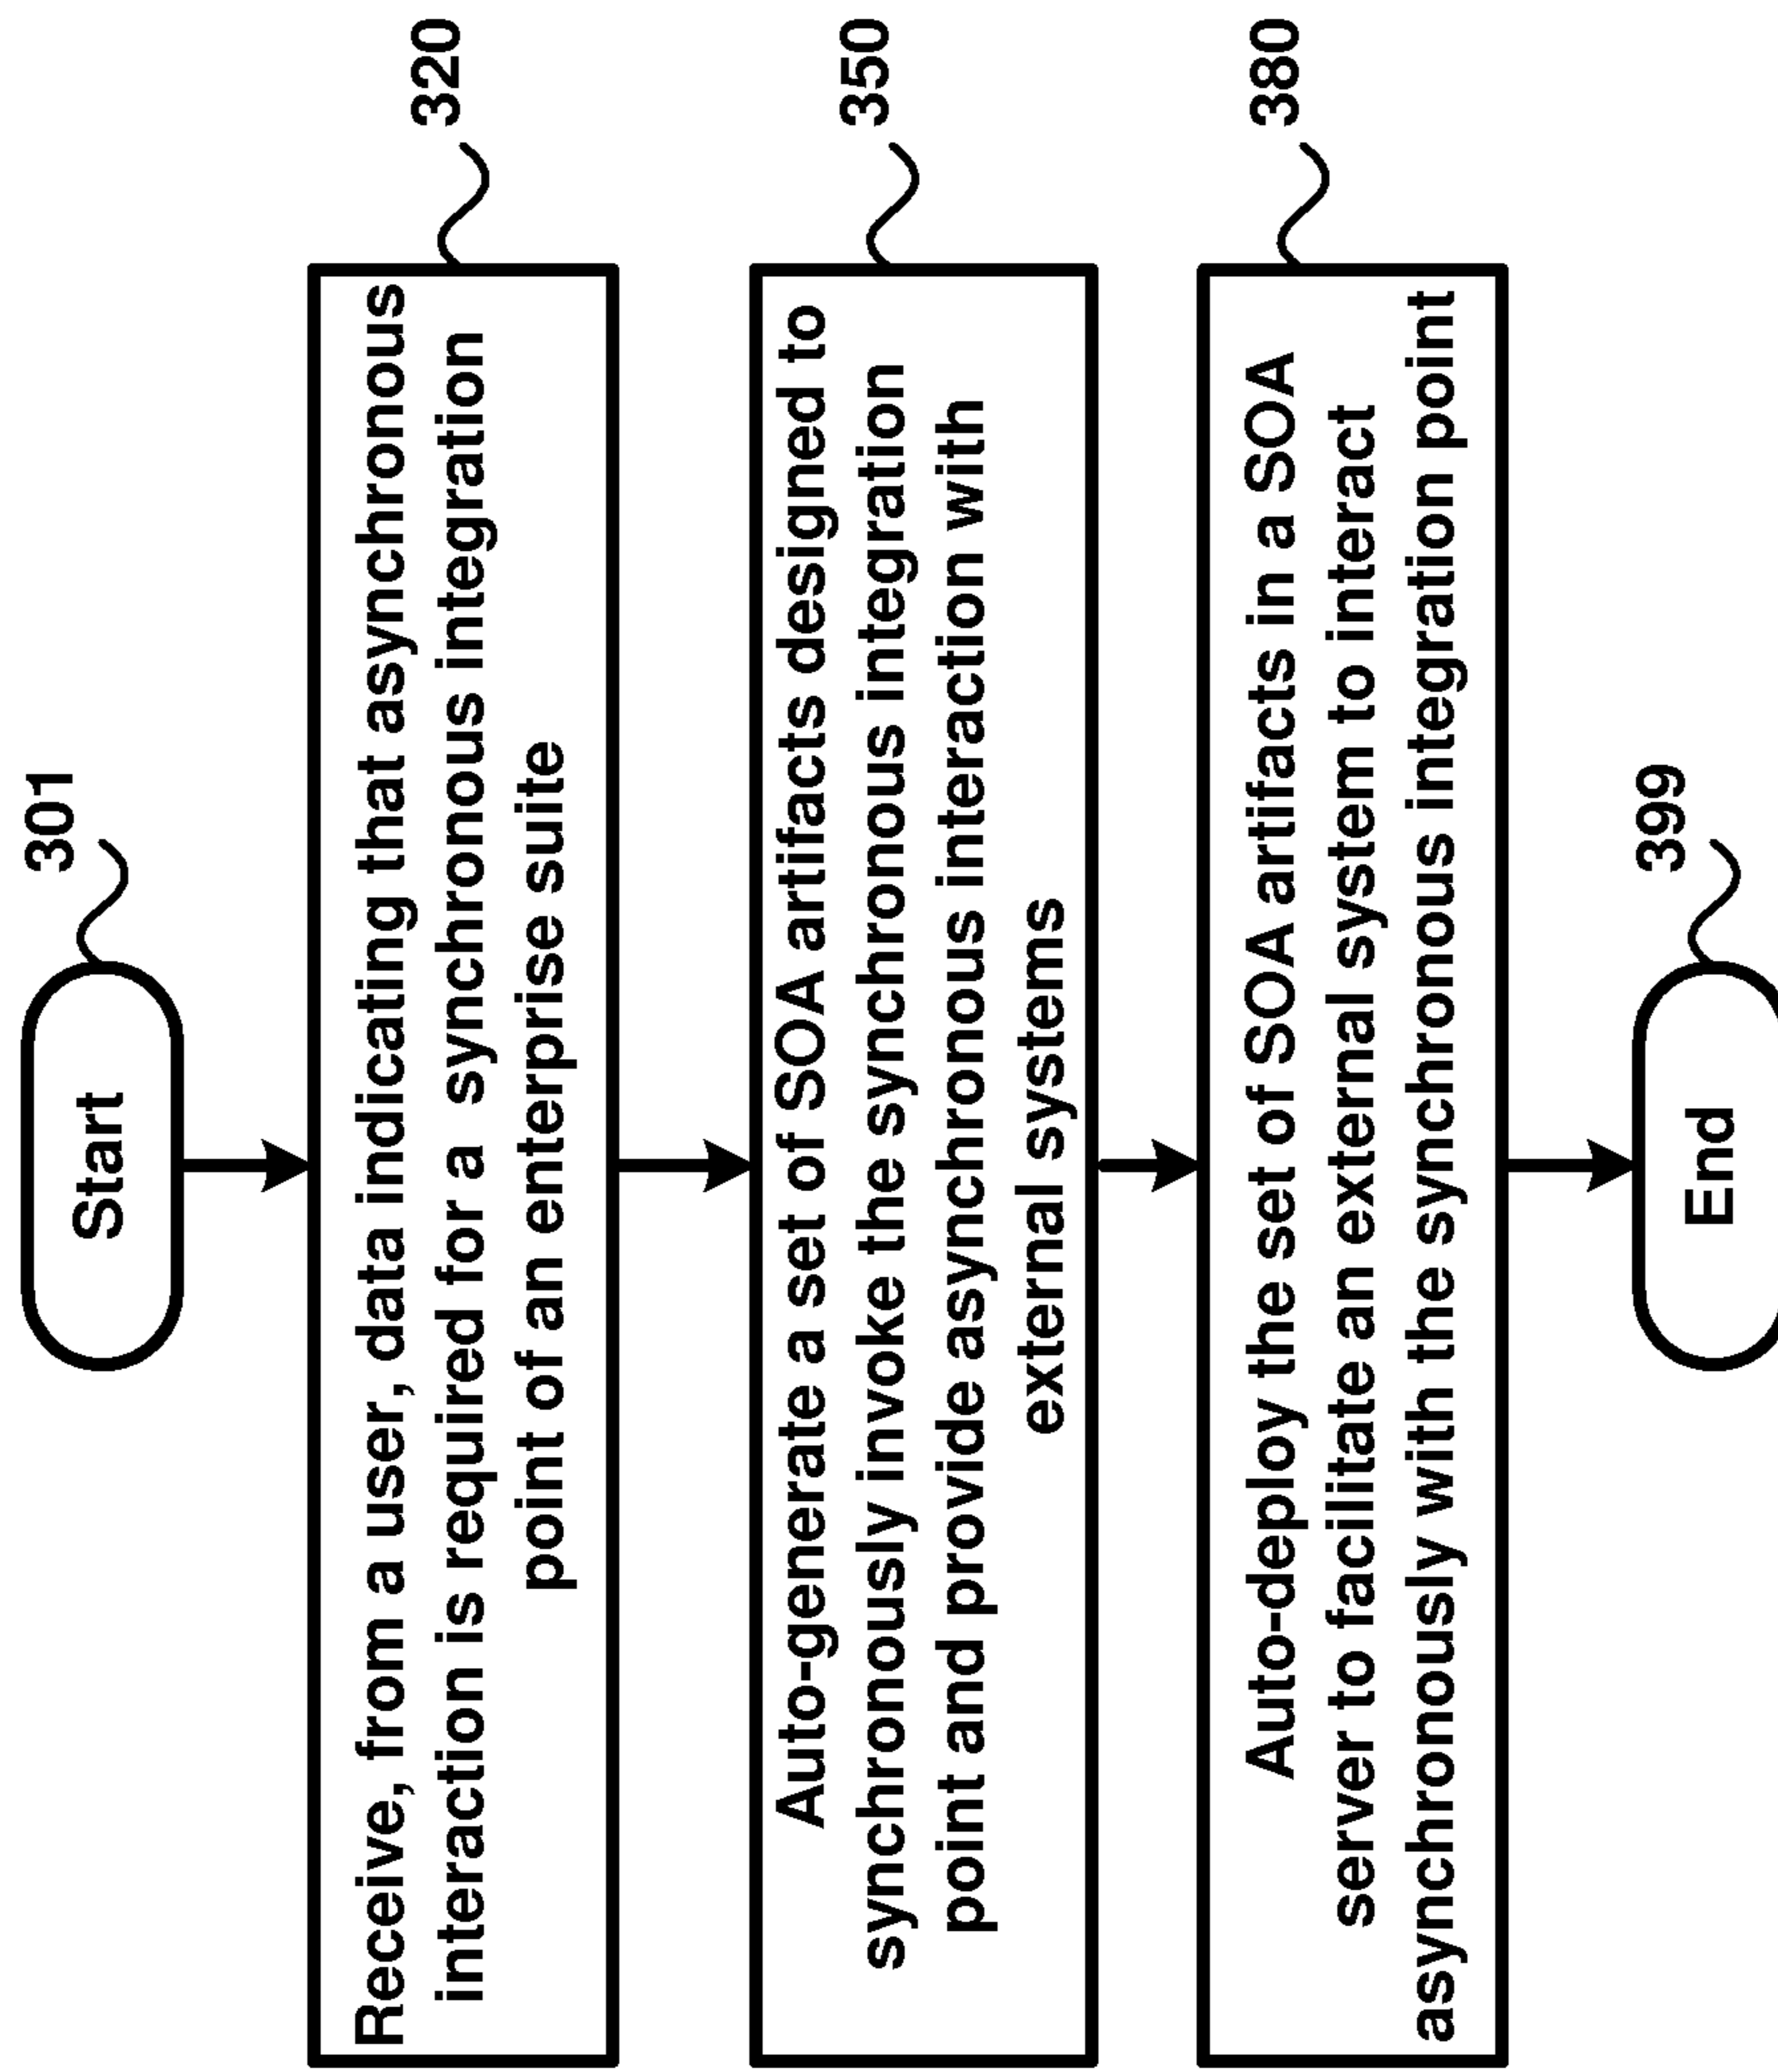 Start
301
Receive, from a user, data indicating that asynchronous
interaction is required for a synchronous integration
point of an enterprise suite
320
Auto-generate a set of SOA artifacts designed to
synchronously invoke the synchronous integration
point and provide asynchronous interaction with
external systems
350
Auto-deploy the set of SOA artifacts in a SOA
server to facilitate an external system to interact
asynchronously with the synchronous integration point
380
End
399